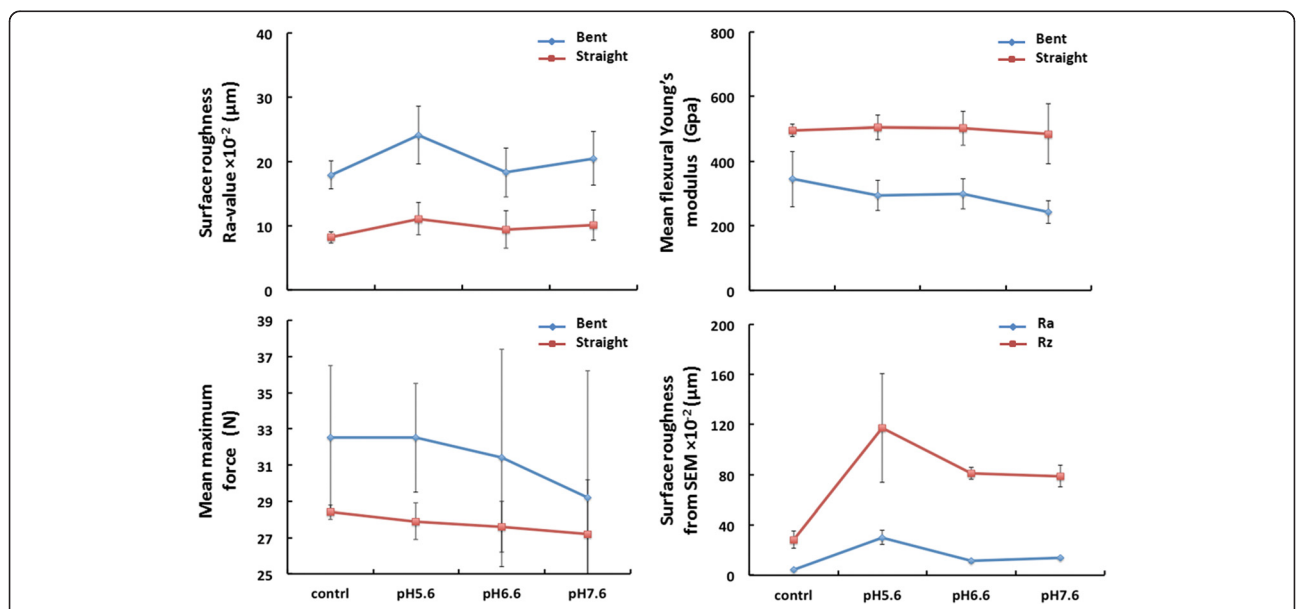 Surface roughness
Ra-value ×10⁻² (μm)
40
30
20
10
0
Bent
Straight
Mean flexural Young's
modulus (Gpa)
800
600
400
200
0
Bent
Straight
Mean maximum
force (N)
39
37
35
33
31
29
27
25
Bent
Straight
contrl pH5.6 pH6.6 pH7.6
Surface roughness
from SEM ×10⁻² (μm)
200
160
120
80
40
0
Ra
Rz
contrl pH5.6 pH6.6 pH7.6